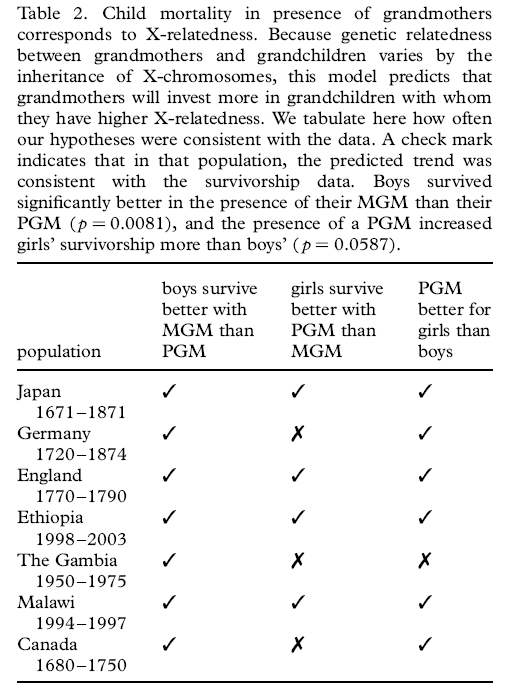 Table 2. Child mortality in presence of grandmothers
corresponds to X-relatedness. Because genetic relatedness
between grandmothers and grandchildren varies by the
inheritance of X-chromosomes, this model predicts that
grandmothers will invest more in grandchildren with whom
they have higher X-relatedness. We tabulate here how often
our hypotheses were consistent with the data. A check mark
indicates that in that population, the predicted trend was
consistent with the survivorship data. Boys survived
significantly better in the presence of their MGM than their
PGM (p = 0.0081), and the presence of a PGM increased
girls' survivorship more than boys' (p = 0.0587).
population
boys survive
better with
MGM than
PGM
girls survive
better with
PGM than
MGM
PGM
better for
girls than
boys
Japan ✓ ✓ ✓
1671–1871
Germany ✓ ✗ ✓
1720–1874
England ✓ ✓ ✓
1770–1790
Ethiopia ✓ ✓ ✓
1998–2003
The Gambia ✓ ✗ ✗
1950–1975
Malawi ✓ ✓ ✓
1994–1997
Canada ✓ ✗ ✓
1680–1750